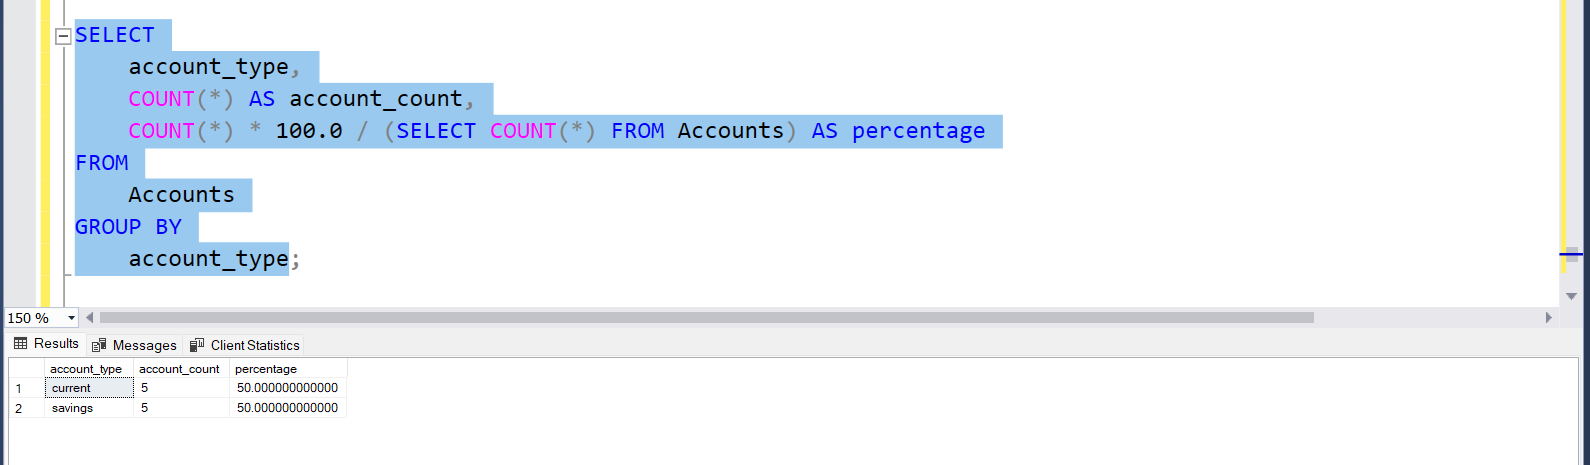 SELECT
account_type,
COUNT(*) AS account_count,
COUNT(*) * 100.0 / (SELECT COUNT(*) FROM Accounts) AS percentage
FROM
Accounts
GROUP BY
account_type;
150 %
Results Messages Client Statistics
account_type account_count percentage
1 current 5 50.000000000000
2 savings 5 50.000000000000